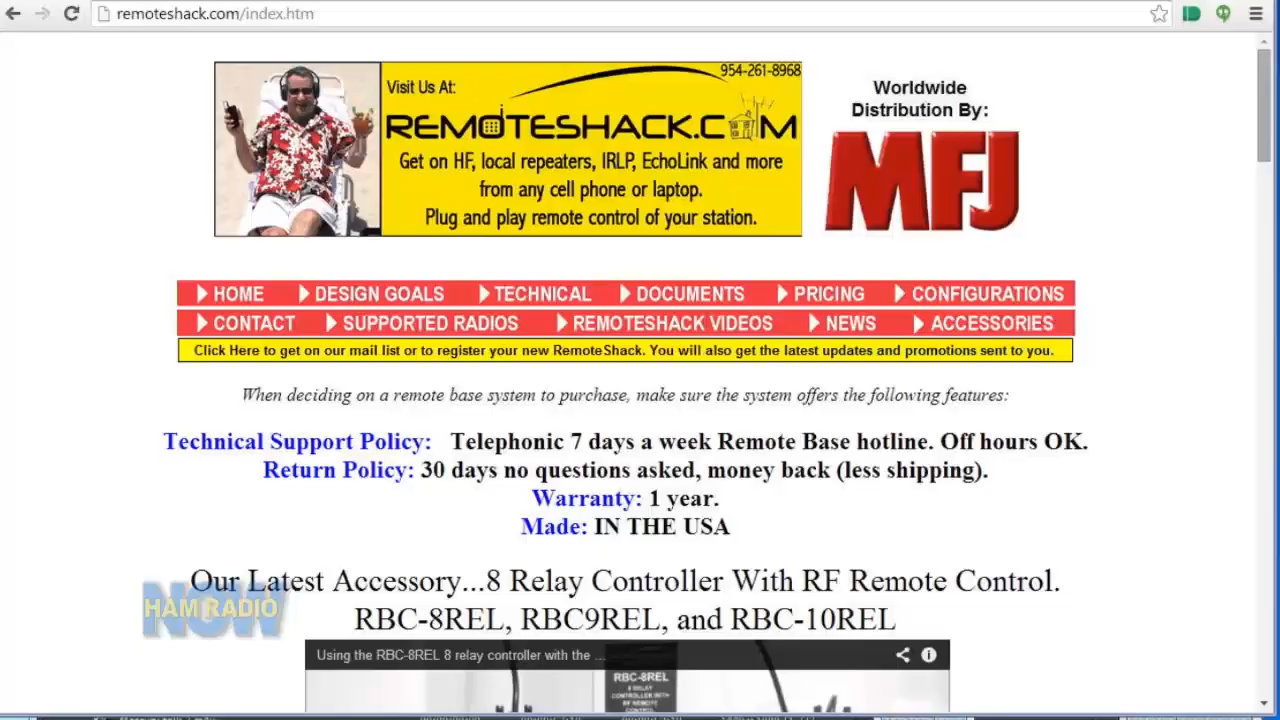 remoteshack.com/index.htm
954-261-8968
Visit Us At:
REMOTESHACK.COM
Get on HF, local repeaters, IRLP, EchoLink and more
from any cell phone or laptop.
Plug and play remote control of your station.
Worldwide
Distribution By:
MFJ
HOME DESIGN GOALS TECHNICAL DOCUMENTS PRICING CONFIGURATIONS
CONTACT SUPPORTED RADIOS REMOTESHACK VIDEOS NEWS ACCESSORIES
Click Here to get on our mail list or to register your new RemoteShack. You will also get the latest updates and promotions sent to you.
When deciding on a remote base system to purchase, make sure the system offers the following features:
Technical Support Policy: Telephonic 7 days a week Remote Base hotline. Off hours OK.
Return Policy: 30 days no questions asked, money back (less shipping).
Warranty: 1 year.
Made: IN THE USA
Our Latest Accessory...8 Relay Controller With RF Remote Control.
RBC-8REL, RBC9REL, and RBC-10REL
HAM RADIO
NOW
Using the RBC-8REL 8 relay controller with the ...
RBC-8REL
8 RELAY
CONTROLLER WITH
RF REMOTE
CONTROL